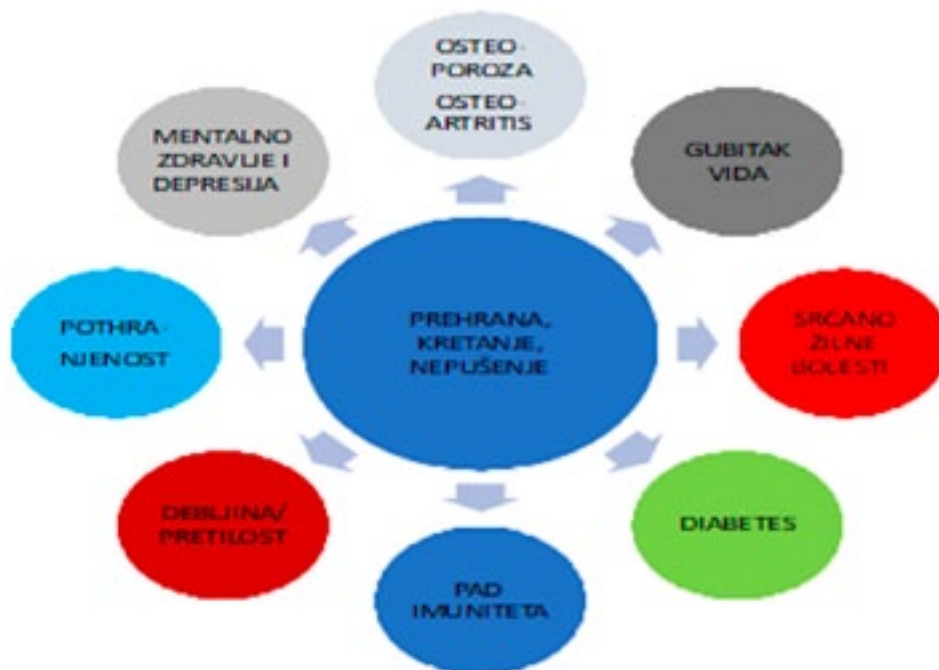 OSTEO-
POROZA
OSTEO-
ARTRITIS
MENTALNO
ZDRAVLJE I
DEPRESIJA
GUBITAK
VIDA
POTHRA-
NJENOST
PREHRANA,
KRETANJE,
NEPUŠENJE
SRČANO
ŽILNE
BOLESTI
DEBLJINA/
PRETILOST
DIABETES
PAD
IMUNITETA